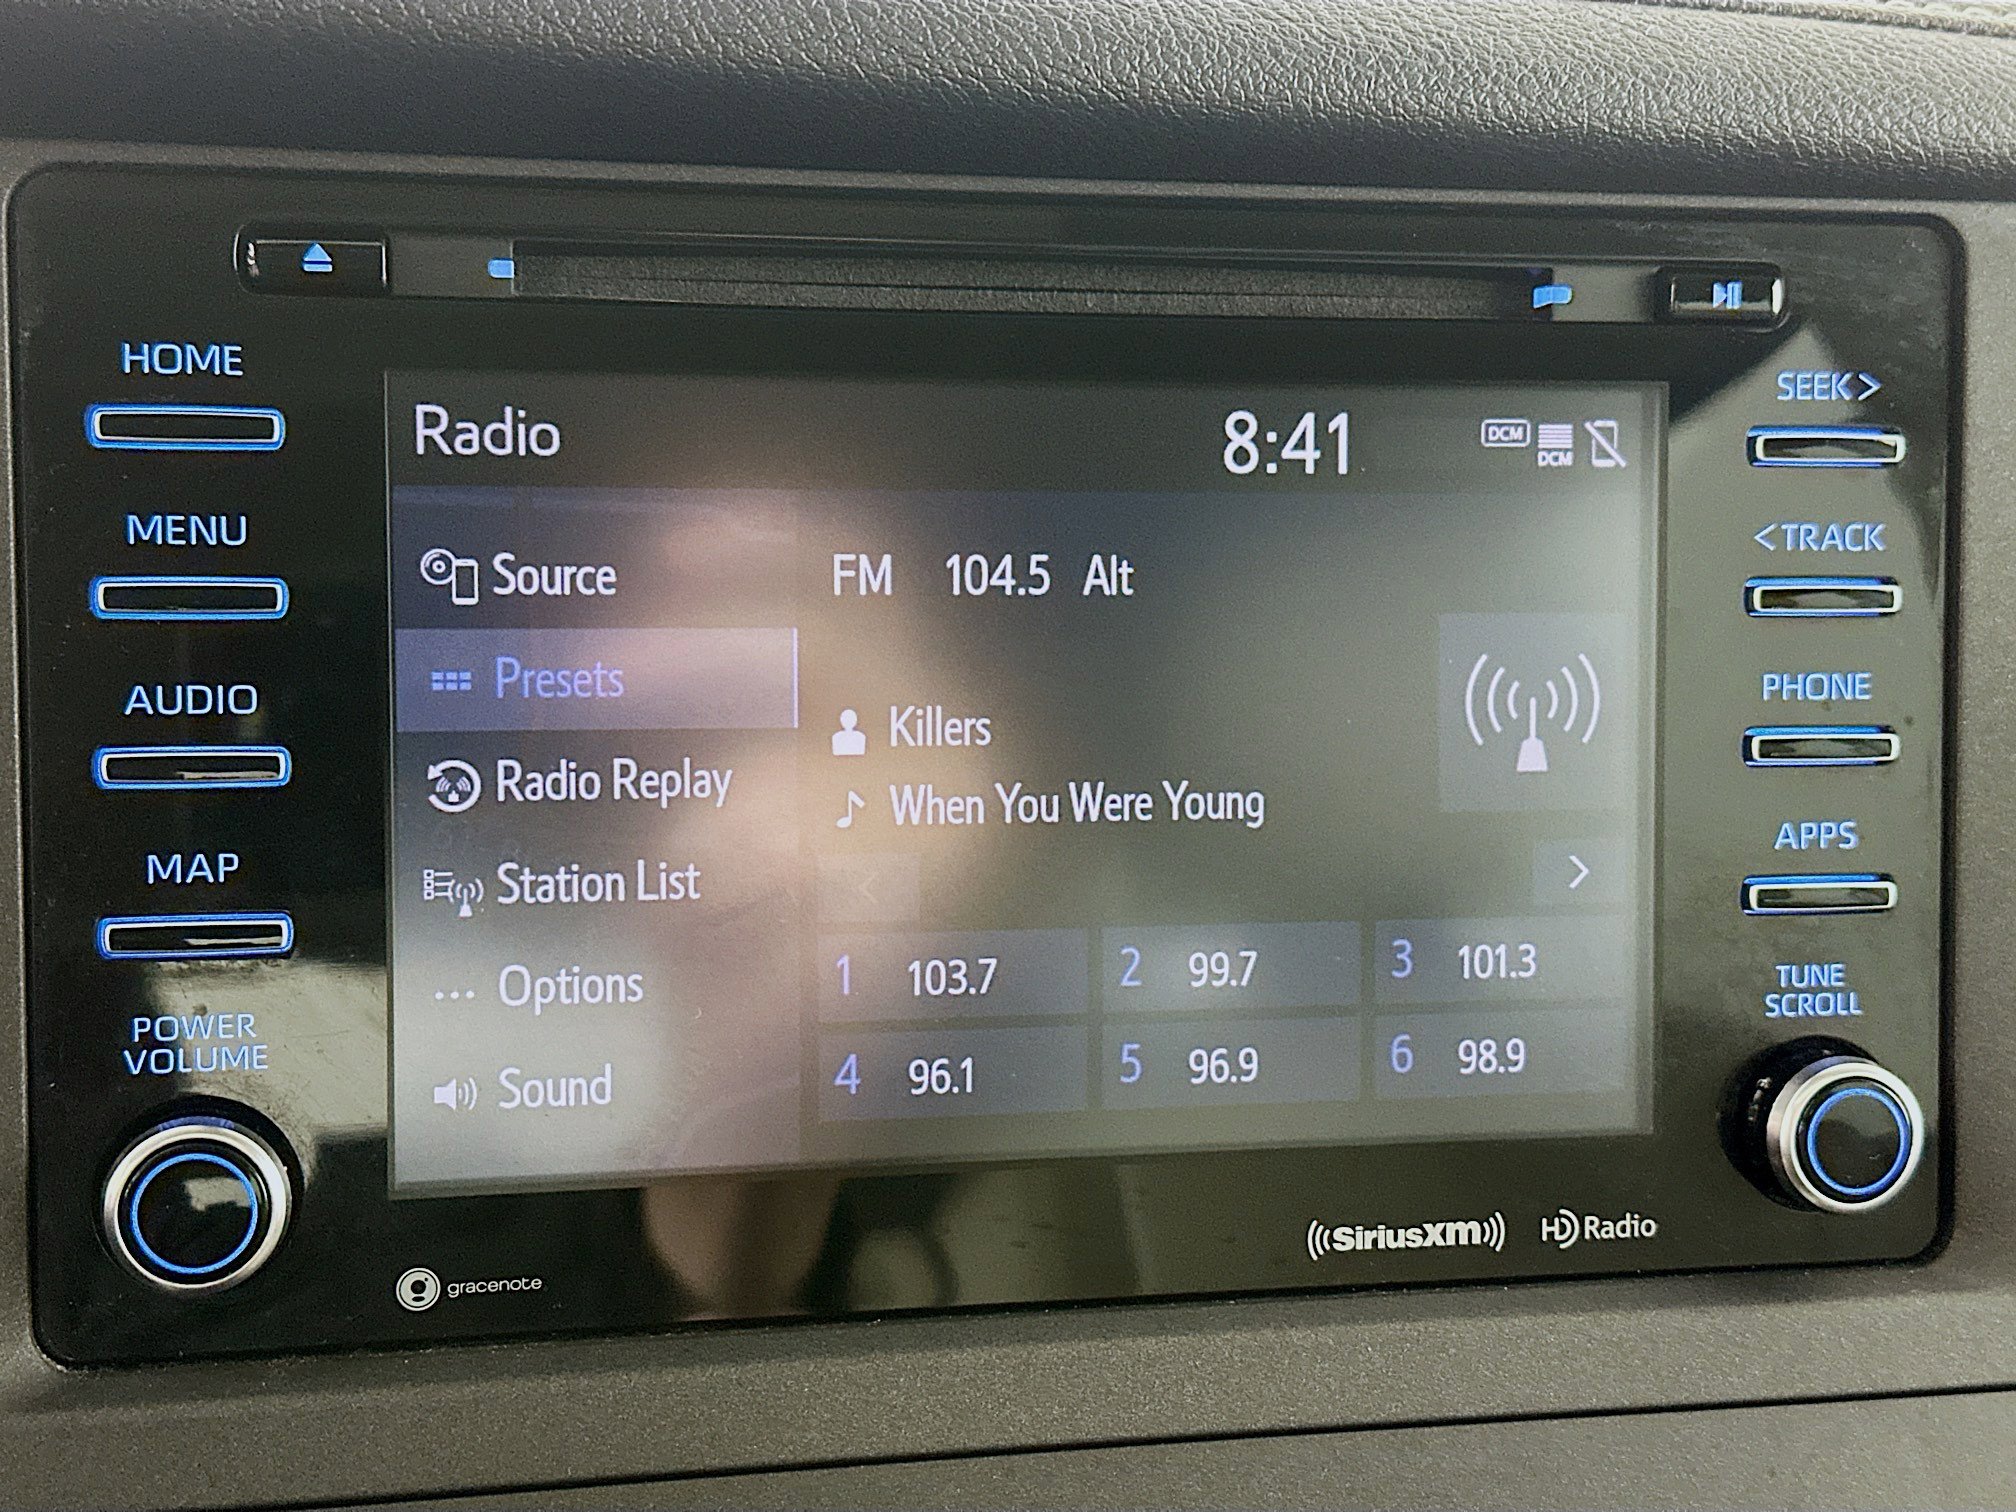 HOME
MENU
AUDIO
MAP
POWER
VOLUME
Radio
8:41
DCM
DCM
Source
Presets
Radio Replay
Station List
Options
Sound
FM 104.5 Alt
Killers
When You Were Young
1 103.7 2 99.7 3 101.3
4 96.1 5 96.9 6 98.9
SEEK>
<TRACK
PHONE
APPS
TUNE
SCROLL
gracenote
SiriusXM HD Radio